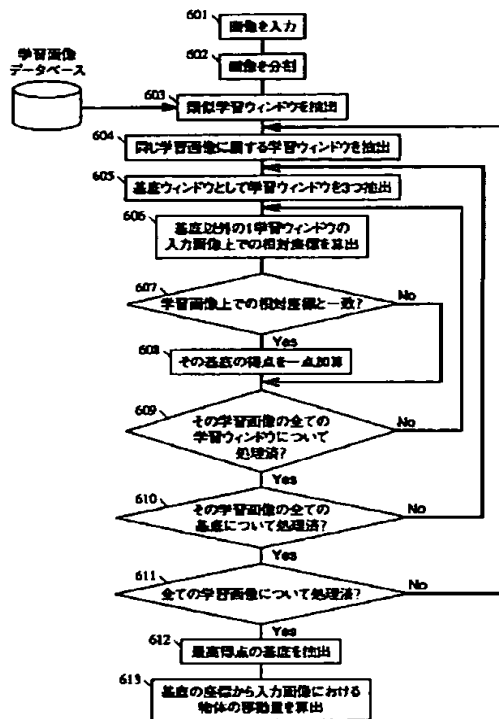 601
画像を入力
602
画像を分割
学習画像
データベース
603
類似学習ウィンドウを抽出
604
同じ学習画像に属する学習ウィンドウを抽出
605
基底ウィンドウとして学習ウィンドウを3つ抽出
606
基底以外の1学習ウィンドウの
入力画像上での相対座標を算出
607
学習画像上での相対座標と一致?
No
Yes
608
その基底の得点を一点加算
609
その学習画像の全ての
学習ウィンドウについて
処理済?
No
Yes
610
その学習画像の全ての
基底について処理済?
No
Yes
611
全ての学習画像について処理済?
No
Yes
612
最高得点の基底を抽出
613
基底の座標から入力画像における
物体の移動量を算出